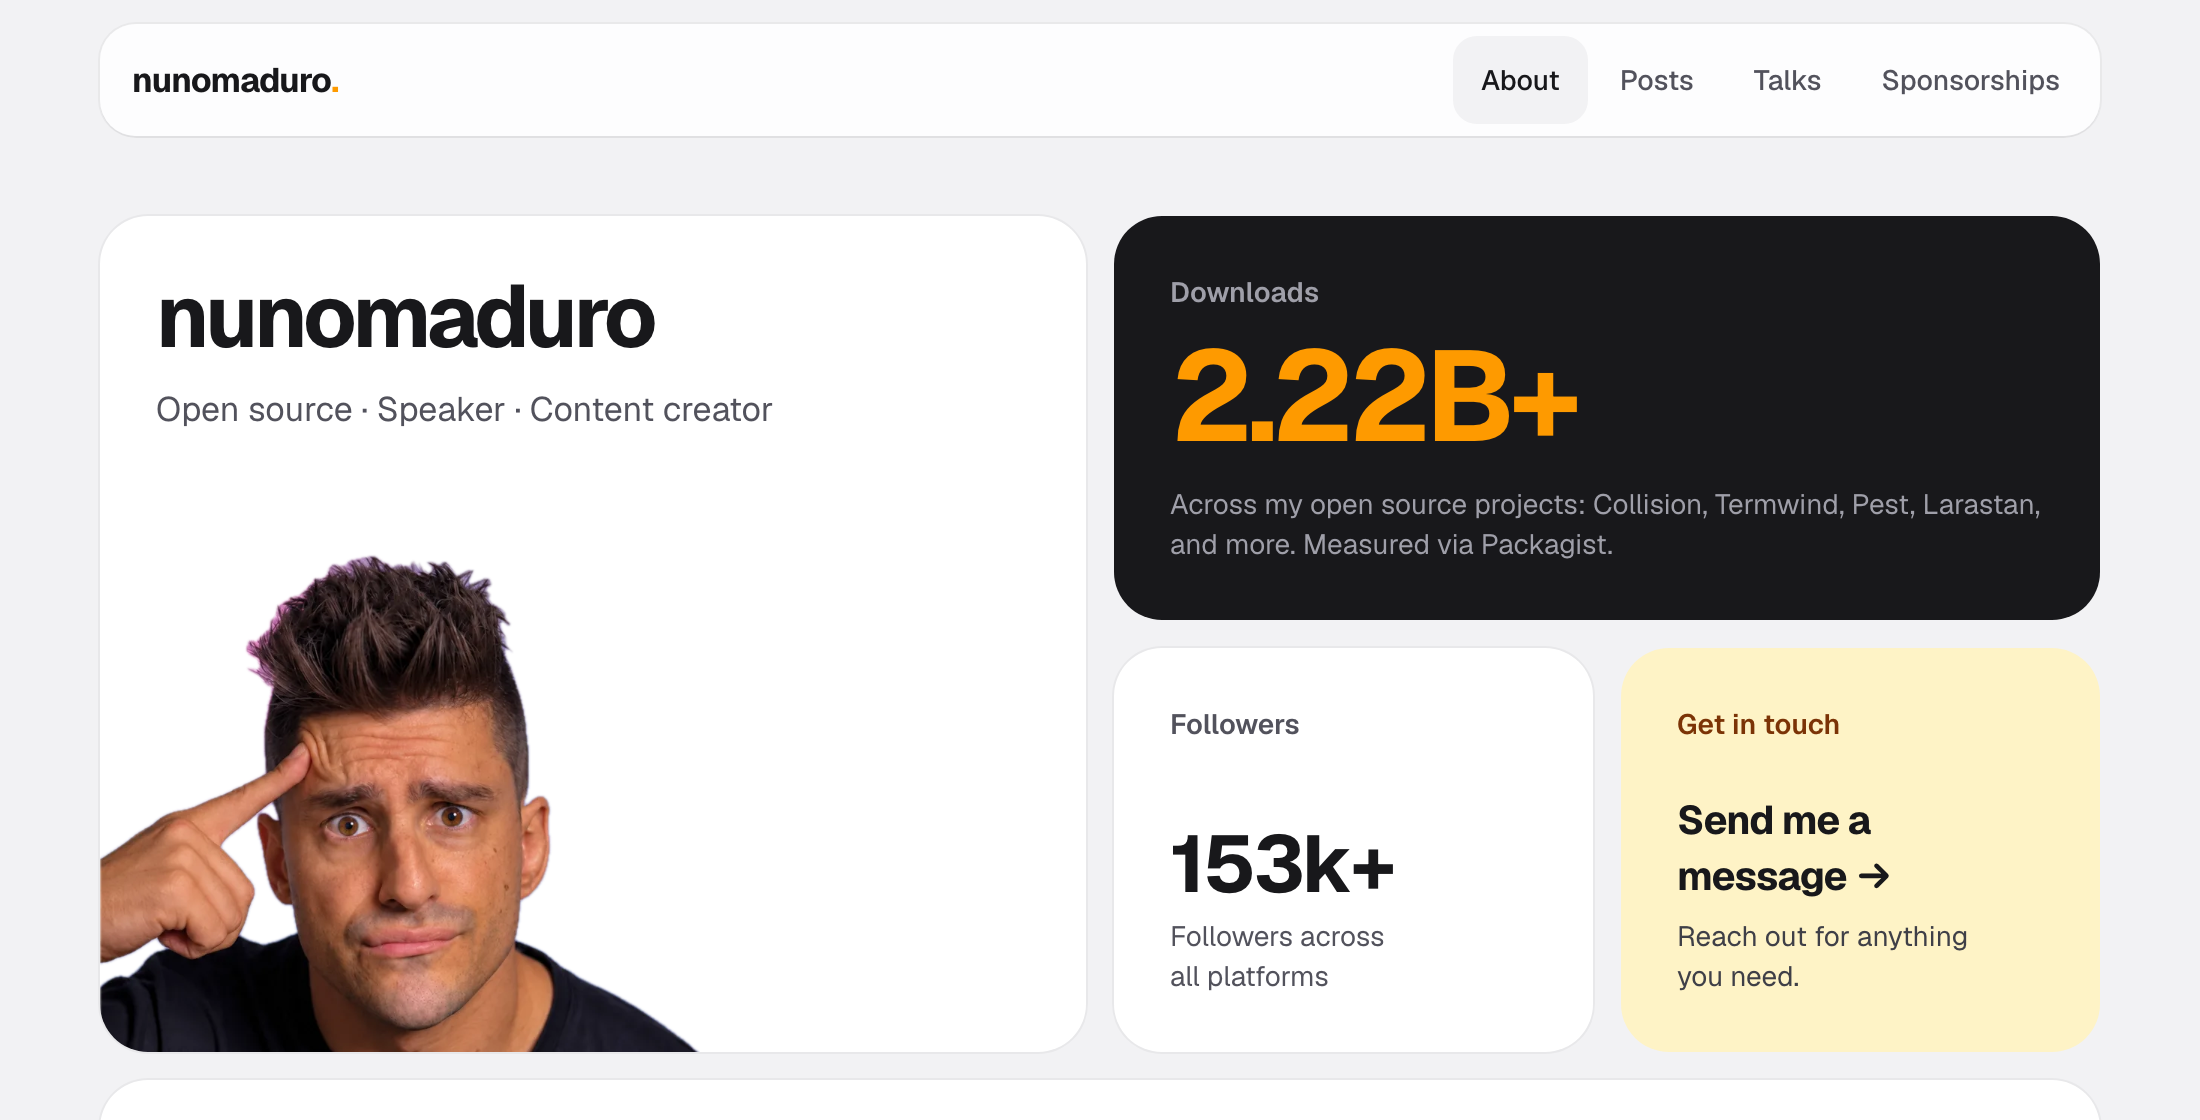 nunomaduro.
About
Posts
Talks
Sponsorships
nunomaduro
Open source · Speaker · Content creator
Downloads
2.22B+
Across my open source projects: Collision, Termwind, Pest, Larastan,
and more. Measured via Packagist.
Followers
153k+
Followers across
all platforms
Get in touch
Send me a
message →
Reach out for anything
you need.